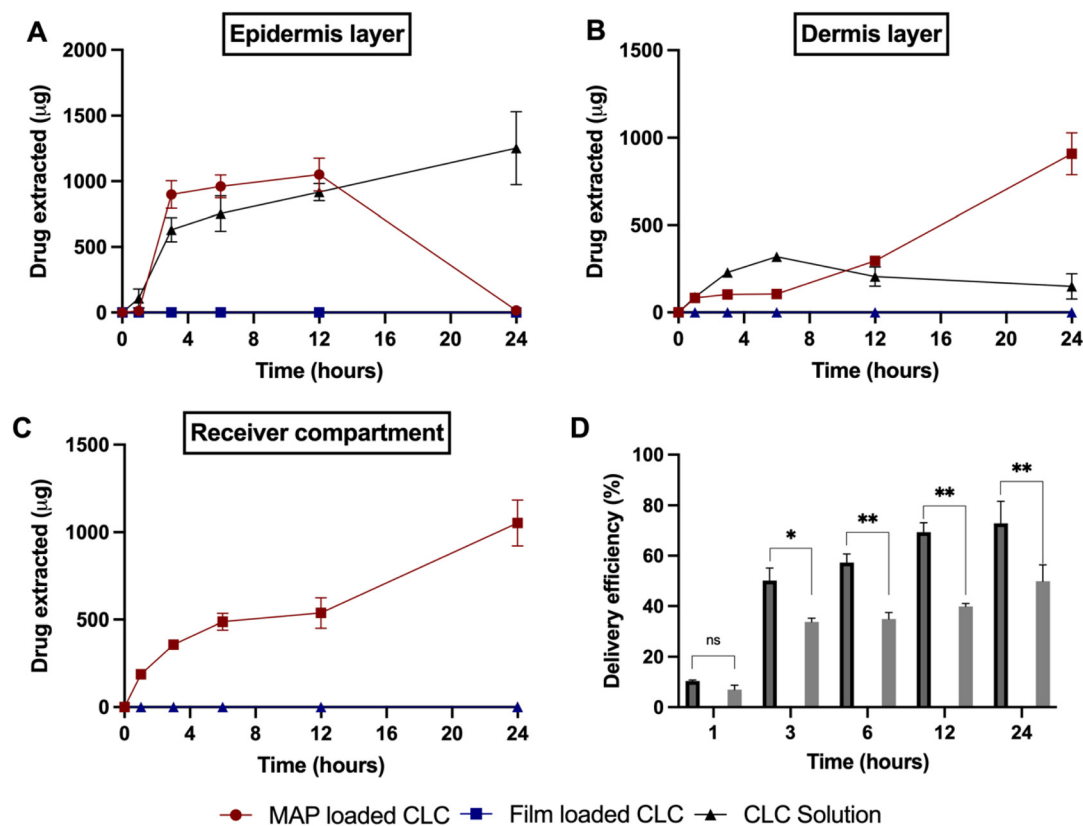 A
Epidermis layer
2000
1500
1000
500
0
Drug extracted (µg)
0 4 8 12 16 20 24
Time (hours)
B
Dermis layer
1500
1000
500
0
Drug extracted (µg)
0 4 8 12 16 20 24
Time (hours)
C
Receiver compartment
1500
1000
500
0
Drug extracted (µg)
0 4 8 12 16 20 24
Time (hours)
D
100
80
60
40
20
0
Delivery efficiency (%)
ns
*
**
**
**
1 3 6 12 24
Time (hours)
MAP loaded CLC Film loaded CLC CLC Solution